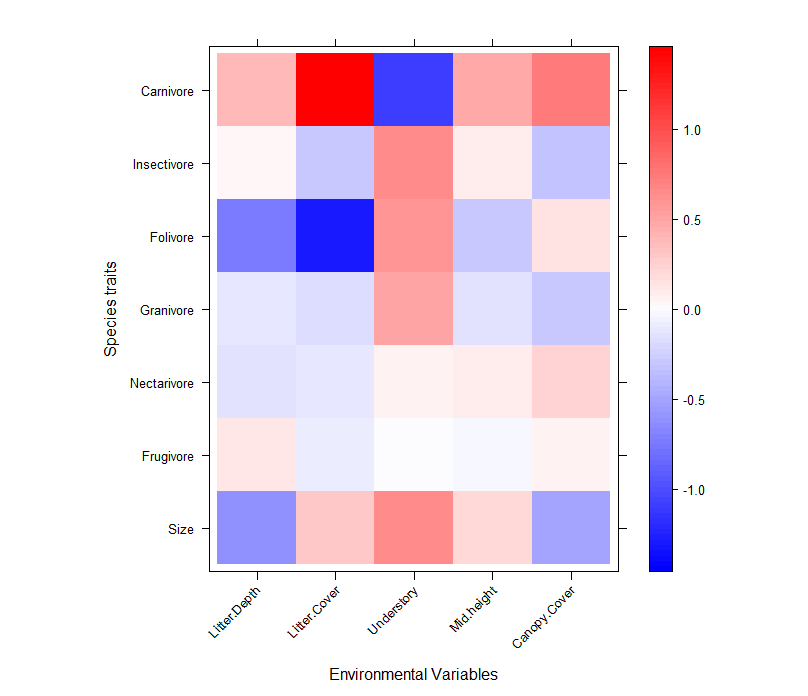 Carnivore
Insectivore
Folivore
Granivore
Nectarivore
Frugivore
Size
Species traits
Litter.Depth
Litter.Cover
Understory
Mid.height
Canopy.Cover
Environmental Variables
1.0
0.5
0.0
-0.5
-1.0